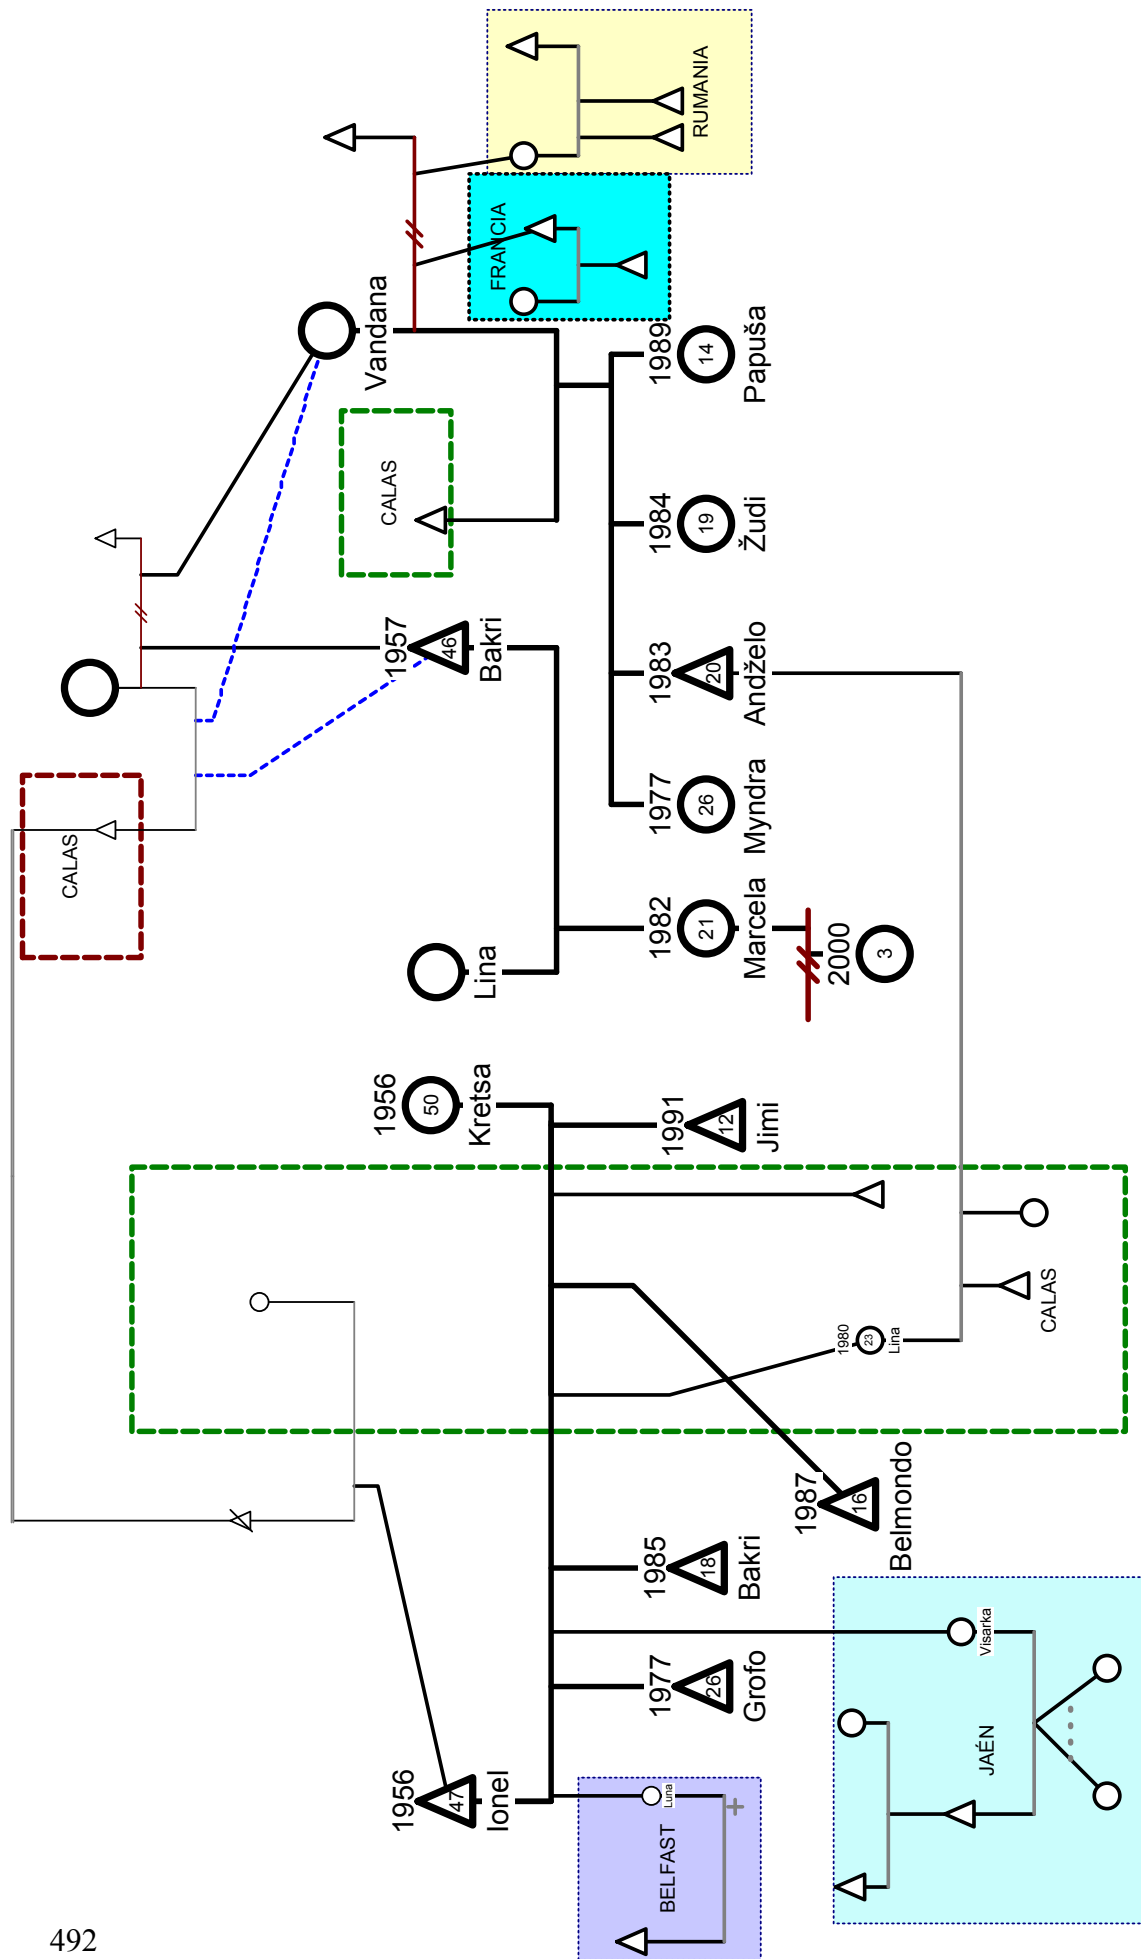 RUMANIA
FRANCIA
Vandana
CALAS
1989
14
Papuša
1984
19
Žudi
1957
46
Bakri
1983
20
Andželo
1977
26
Myndra
CALAS
Lina
1982
21
Marcela
2000
3
1956
50
Kretsa
1991
12
Jimi
1980
23
Lina
CALAS
1987
16
Belmondo
1985
18
Bakri
1977
26
Grofo
Visarka
JAÉN
1956
47
Ionel
Luna
BELFAST
492